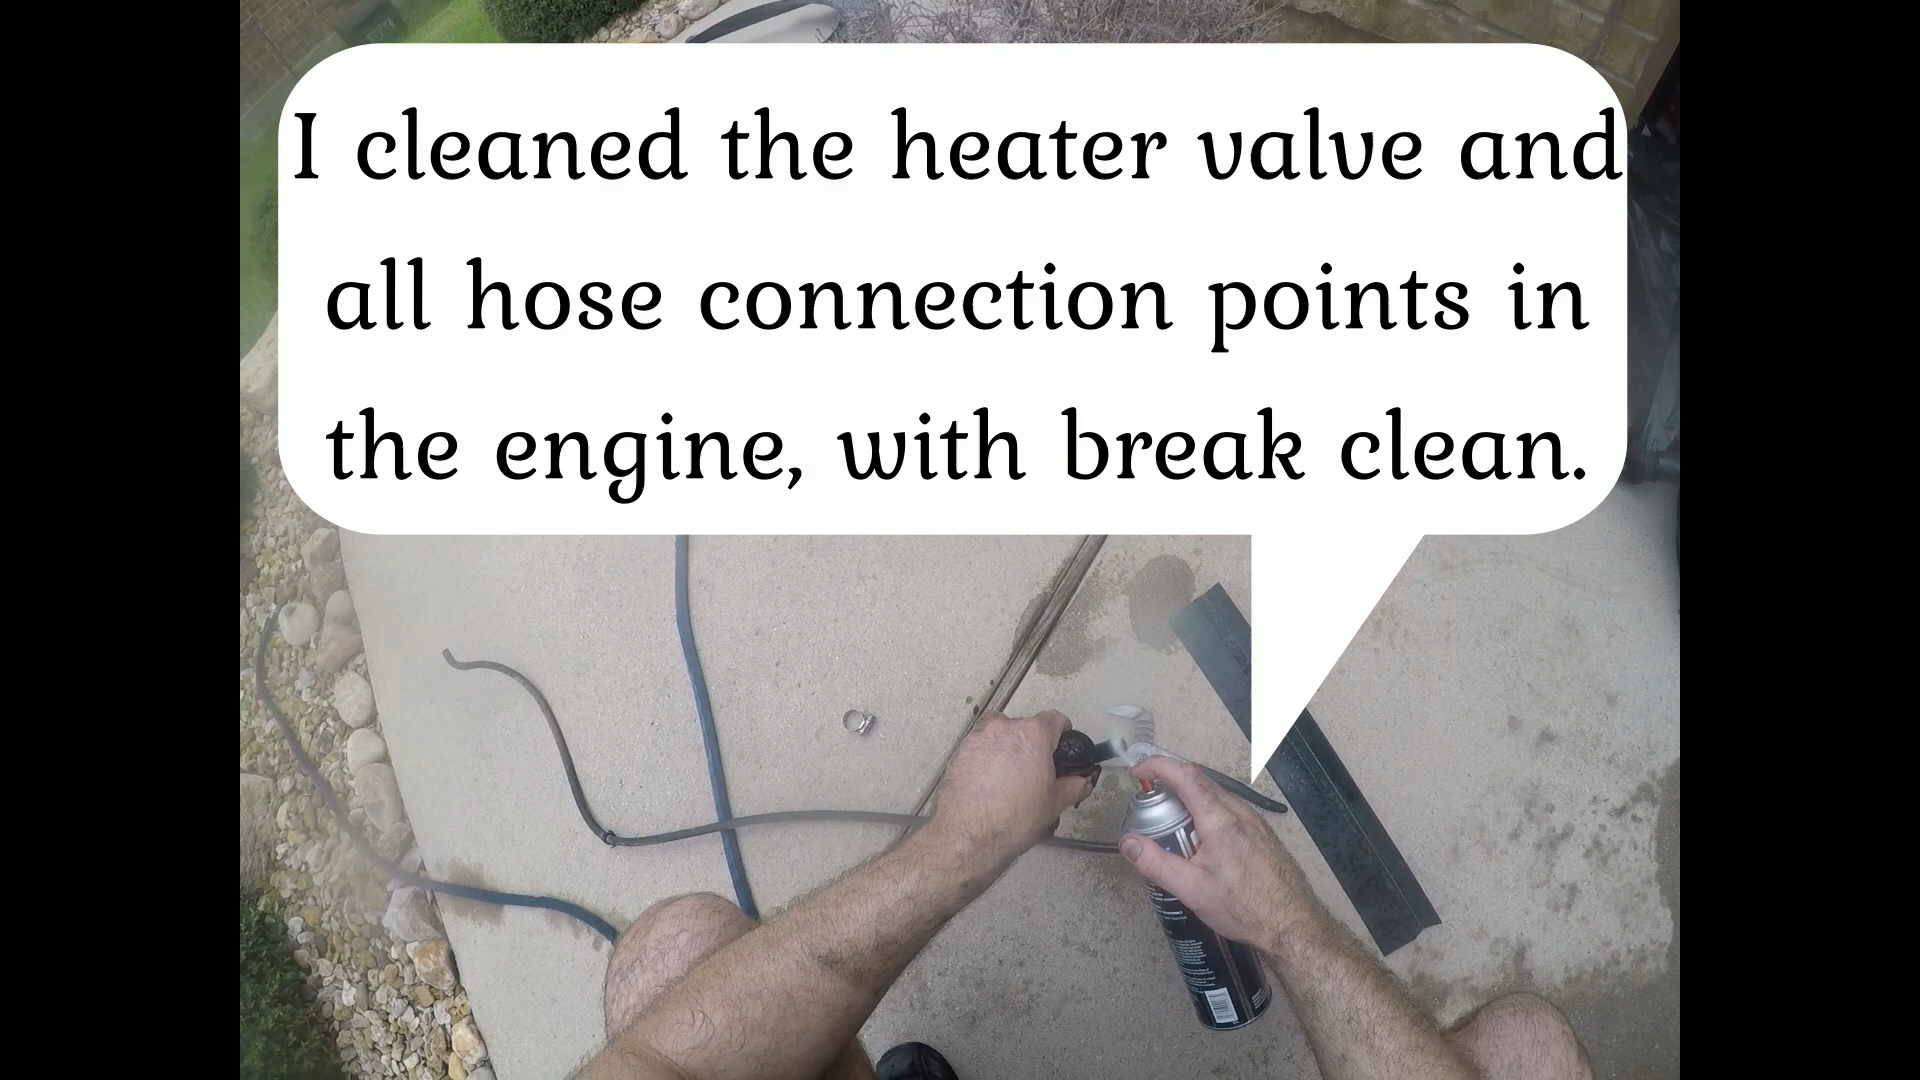 I cleaned the heater valve and
all hose connection points in
the engine, with break clean.